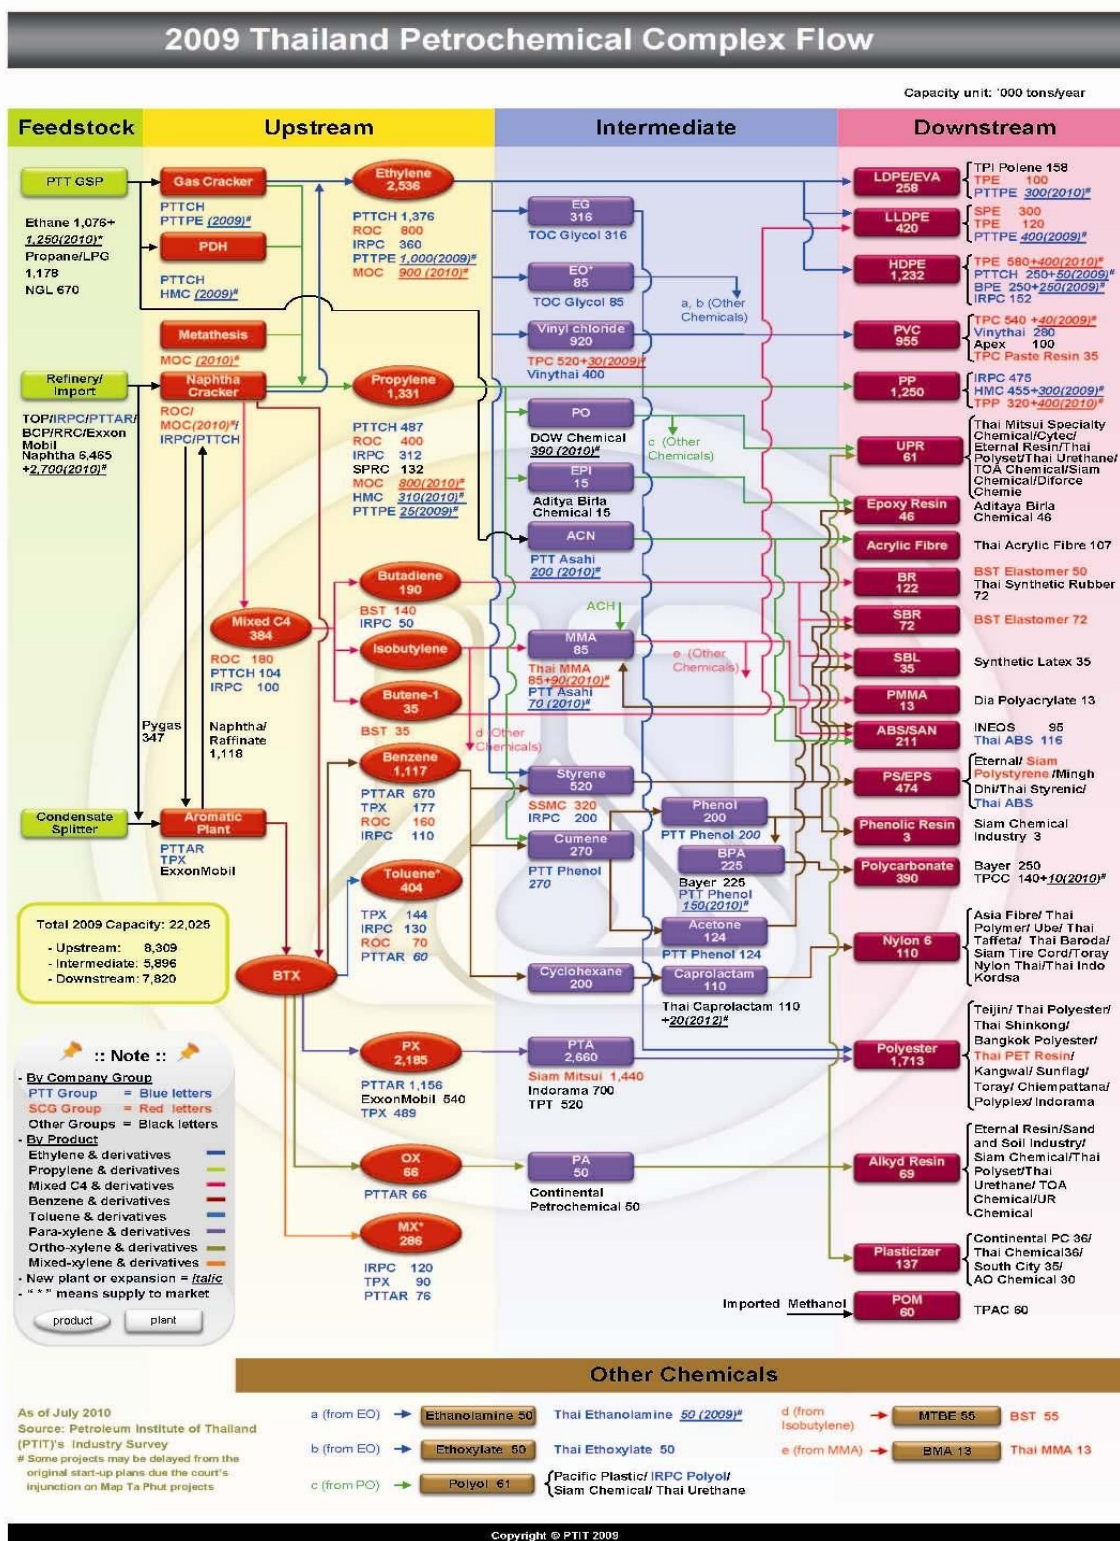 2009 Thailand Petrochemical Complex Flow
Capacity unit: '000 tons/year
Feedstock
Upstream
Intermediate
Downstream
PTT GSP
Ethane 1,076+
1,250(2010)*
Propane/LPG
1,178
NGL 670
Refinery/
Import
TOP/IRPC/PTTAR/
BCP/RRC/Exxon
Mobil
Naphtha 6,465
+2,700(2010)#
Condensate
Splitter
Gas Cracker
PTTCH
PTTPE (2009)#
PDH
PTTCH
HMC (2009)#
Metathesis
MOC (2010)#
Naphtha
Cracker
ROC/
MOC(2010)#/
IRPC/PTTCH
Mixed C4
384
ROC 180
PTTCH 104
IRPC 100
Pygas
347
Naphtha/
Raffinate
1,118
Aromatic
Plant
PTTAR
TPX
ExxonMobil
BTX
Ethylene
2,536
PTTCH 1,376
ROC 800
IRPC 360
PTTPE 1,000(2009)#
MOC 900 (2010)#
Propylene
1,331
PTTCH 487
ROC 400
IRPC 312
SPRC 132
MOC 800(2010)#
HMC 310(2010)#
PTTPE 25(2009)#
Butadiene
190
BST 140
IRPC 50
Isobutylene
Butene-1
35
BST 35
d (Other
Chemicals)
Benzene
1,117
PTTAR 670
TPX 177
ROC 160
IRPC 110
Toluene*
404
TPX 144
IRPC 130
ROC 70
PTTAR 60
PX
2,185
PTTAR 1,156
ExxonMobil 540
TPX 489
OX
66
PTTAR 66
MX*
286
IRPC 120
TPX 90
PTTAR 76
EG
316
TOC Glycol 316
EO*
85
TOC Glycol 85
a, b (Other
Chemicals)
Vinyl chloride
920
TPC 520+30(2009)#
Vinythai 400
PO
DOW Chemical
390 (2010)#
c (Other
Chemicals)
EPI
15
Aditya Birla
Chemical 15
ACN
PTT Asahi
200 (2010)#
ACH
MMA
85
Thai MMA
85+90(2010)#
PTT Asahi
70 (2010)#
e (Other
Chemicals)
Styrene
520
SSMC 320
IRPC 200
Cumene
270
PTT Phenol
270
Phenol
200
PTT Phenol 200
BPA
225
Bayer 225
PTT Phenol
150(2010)#
Acetone
124
PTT Phenol 124
Cyclohexane
200
Caprolactam
110
Thai Caprolactam 110
+20(2012)#
PTA
2,660
Siam Mitsui 1,440
Indorama 700
TPT 520
PA
50
Continental
Petrochemical 50
LDPE/EVA
258
TPI Polene 158
TPE 100
PTTPE 300(2010)#
LLDPE
420
SPE 300
TPE 120
PTTPE 400(2009)#
HDPE
1,232
TPE 580+400(2010)#
PTTCH 250+50(2009)#
BPE 250+250(2009)#
IRPC 152
PVC
955
TPC 540 +40(2009)#
Vinythai 280
Apex 100
TPC Paste Resin 35
PP
1,250
IRPC 475
HMC 455+300(2009)#
TPP 320+400(2010)#
UPR
61
Thai Mitsui Specialty
Chemical/Cytec/
Eternal Resin/Thai
Polyset/Thai Urethane/
TOA Chemical/Siam
Chemical/Diforce
Chemie
Epoxy Resin
46
Aditaya Birla
Chemical 46
Acrylic Fibre
Thai Acrylic Fibre 107
BR
122
BST Elastomer 50
Thai Synthetic Rubber
72
SBR
72
BST Elastomer 72
SBL
35
Synthetic Latex 35
PMMA
13
Dia Polyacrylate 13
ABS/SAN
211
INEOS 95
Thai ABS 116
PS/EPS
474
Eternal/ Siam
Polystyrene /Mingh
Dhi/Thai Styrenic/
Thai ABS
Phenolic Resin
3
Siam Chemical
Industry 3
Polycarbonate
390
Bayer 250
TPCC 140+10(2010)#
Nylon 6
110
Asia Fibre/ Thai
Polymer/ Ube/ Thai
Taffeta/ Thai Baroda/
Siam Tire Cord/Toray
Nylon Thai/Thai Indo
Kordsa
Polyester
1,713
Teijin/ Thai Polyester/
Thai Shinkong/
Bangkok Polyester/
Thai PET Resin/
Kangwal/ Sunflag/
Toray/ Chiempattana/
Polyplex/ Indorama
Alkyd Resin
69
Eternal Resin/Sand
and Soil Industry/
Siam Chemical/Thai
Polyset/Thai
Urethane/ TOA
Chemical/UR
Chemical
Plasticizer
137
Continental PC 36/
Thai Chemical36/
South City 35/
AO Chemical 30
Imported Methanol
POM
60
TPAC 60
Total 2009 Capacity: 22,025
- Upstream: 8,309
- Intermediate: 5,896
- Downstream: 7,820
:: Note ::
- By Company Group
PTT Group = Blue letters
SCG Group = Red letters
Other Groups = Black letters
- By Product
Ethylene & derivatives
Propylene & derivatives
Mixed C4 & derivatives
Benzene & derivatives
Toluene & derivatives
Para-xylene & derivatives
Ortho-xylene & derivatives
Mixed-xylene & derivatives
- New plant or expansion = Italic
- " * " means supply to market
product
plant
Other Chemicals
As of July 2010
Source: Petroleum Institute of Thailand
(PTIT)'s Industry Survey
# Some projects may be delayed from the
original start-up plans due the court's
injunction on Map Ta Phut projects
a (from EO)
Ethanolamine 50
Thai Ethanolamine 50 (2009)#
b (from EO)
Ethoxylate 50
Thai Ethoxylate 50
c (from PO)
Polyol 61
Pacific Plastic/ IRPC Polyol/
Siam Chemical/ Thai Urethane
d (from
Isobutylene)
MTBE 55
BST 55
e (from MMA)
BMA 13
Thai MMA 13
Copyright © PTIT 2009